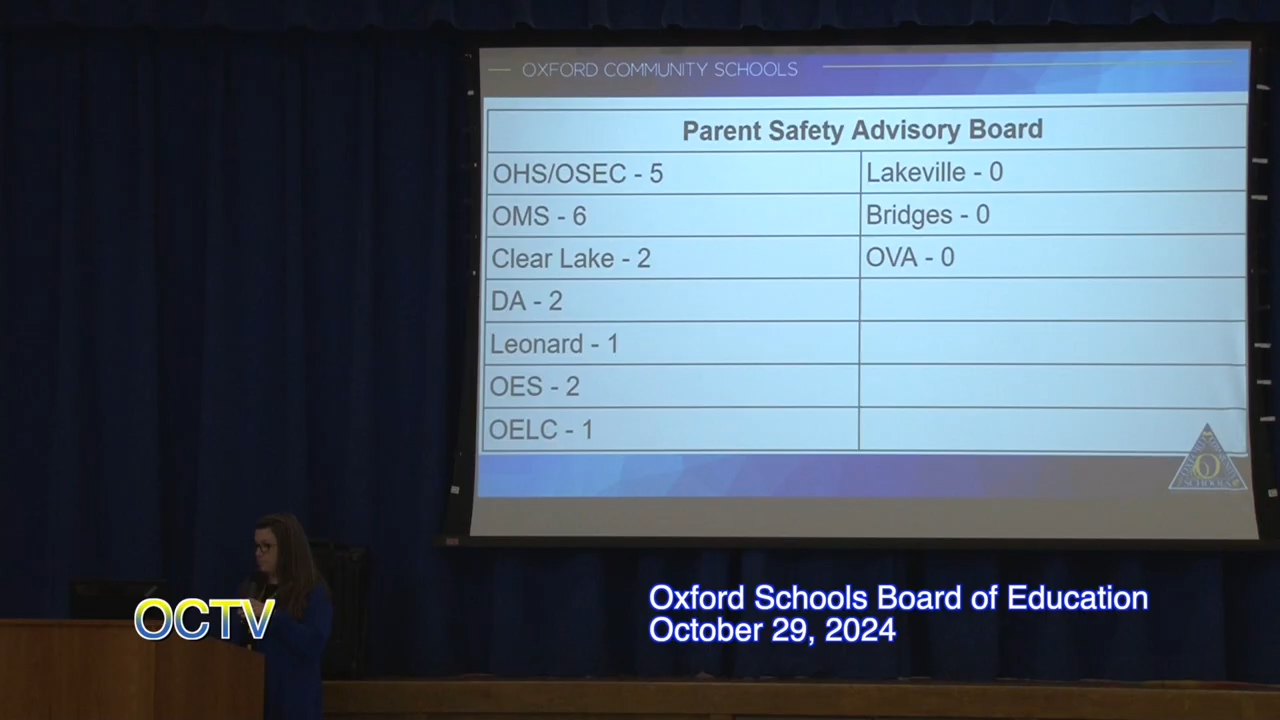 OXFORD COMMUNITY SCHOOLS
Parent Safety Advisory Board
OHS/OSEC - 5
Lakeville - 0
OMS - 6
Bridges - 0
Clear Lake - 2
OVA - 0
DA - 2
Leonard - 1
OES - 2
OELC - 1
O
SCHOOLS
OCTV
Oxford Schools Board of Education
October 29, 2024